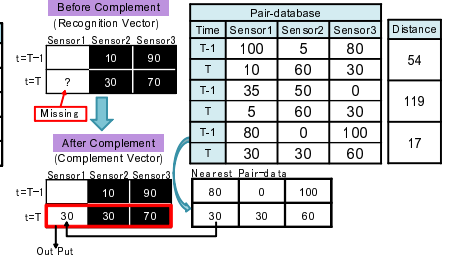 Before Complement
(Recognition Vector)
Sensor1 Sensor2 Sensor3
t=T-1 10 90
t=T ? 30 70
Missing
After Complement
(Complement Vector)
Sensor1 Sensor2 Sensor3
t=T-1 10 90
t=T 30 30 70
Out Put
Pair-database
Time Sensor1 Sensor2 Sensor3
T-1 100 5 80
T 10 60 30
T-1 35 50 0
T 5 60 30
T-1 80 0 100
T 30 30 60
Distance
54
119
17
Nearest Pair-data
80 0 100
30 30 60